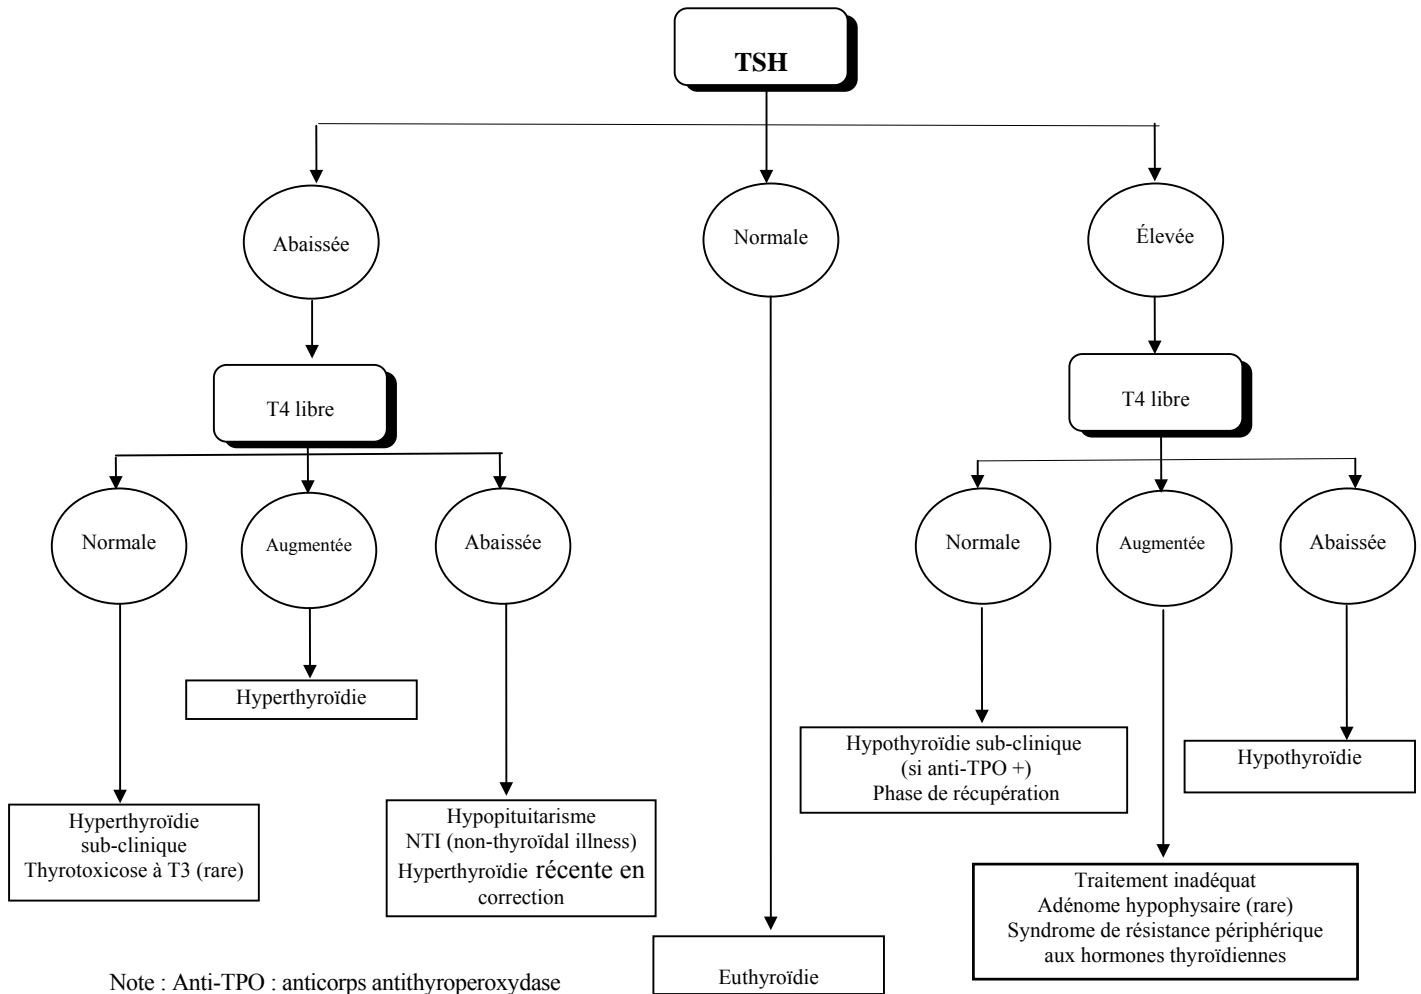 TSH
Abaissée
Normale
Élevée
T4 libre
T4 libre
Normale
Augmentée
Abaissée
Normale
Augmentée
Abaissée
Hyperthyroïdie
Hypothyroïdie sub-clinique
(si anti-TPO +)
Phase de récupération
Hypothyroïdie
Hyperthyroïdie
sub-clinique
Thyrotoxicose à T3 (rare)
Hypopituitarisme
NTI (non-thyroïdal illness)
Hyperthyroïdie récente en
correction
Traitement inadéquat
Adénome hypophysaire (rare)
Syndrome de résistance périphérique
aux hormones thyroïdiennes
Euthyroïdie
Note : Anti-TPO : anticorps antithyroperoxydase